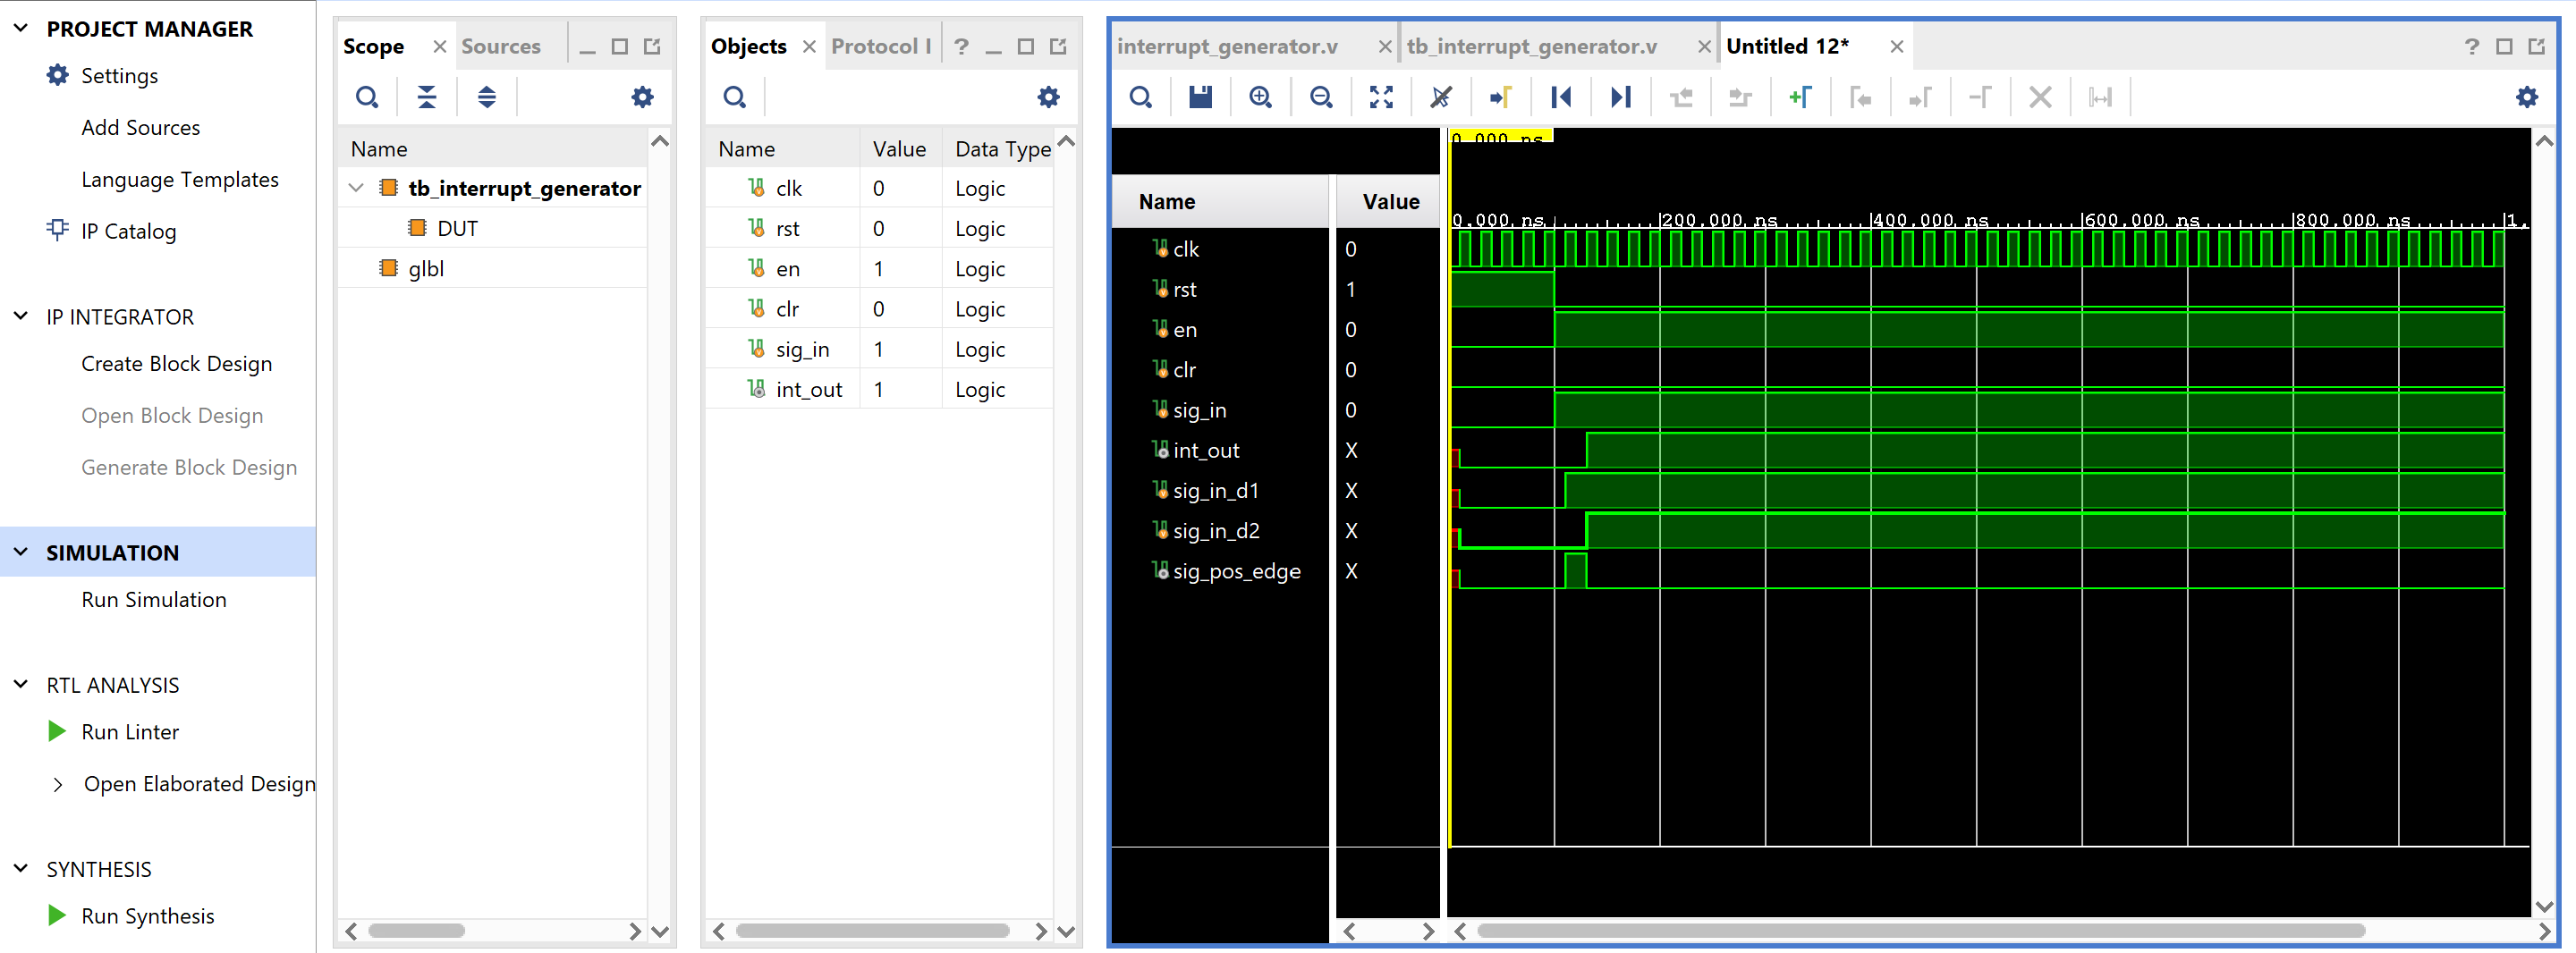 PROJECT MANAGER
Settings
Add Sources
Language Templates
IP Catalog
IP INTEGRATOR
Create Block Design
Open Block Design
Generate Block Design
SIMULATION
Run Simulation
RTL ANALYSIS
Run Linter
Open Elaborated Design
SYNTHESIS
Run Synthesis
Scope Sources
Name
tb_interrupt_generator
DUT
glbl
Objects Protocol I
Name Value Data Type
clk 0 Logic
rst 0 Logic
en 1 Logic
clr 0 Logic
sig_in 1 Logic
int_out 1 Logic
interrupt_generator.v tb_interrupt_generator.v Untitled 12*
0.000 ns
Name Value
0.000 ns 200.000 ns 400.000 ns 600.000 ns 800.000 ns 1,
clk 0
rst 1
en 0
clr 0
sig_in 0
int_out X
sig_in_d1 X
sig_in_d2 X
sig_pos_edge X